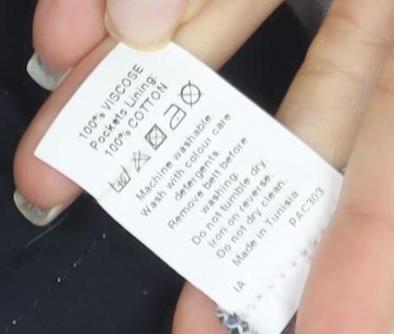 100% VISCOSE
Pockets Lining:
100% COTTON
Machine washable.
Wash with colour care
detergents.
Remove belt before
washing.
Do not tumble dry.
Iron on reverse.
Do not dry clean.
Made in Tunisia
PAC303
IA